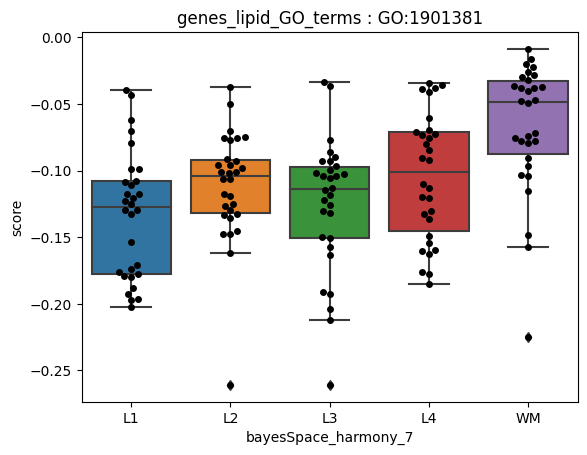 genes_lipid_GO_terms : GO:1901381
0.00
−0.05
−0.10
−0.15
−0.20
−0.25
score
L1 L2 L3 L4 WM
bayesSpace_harmony_7